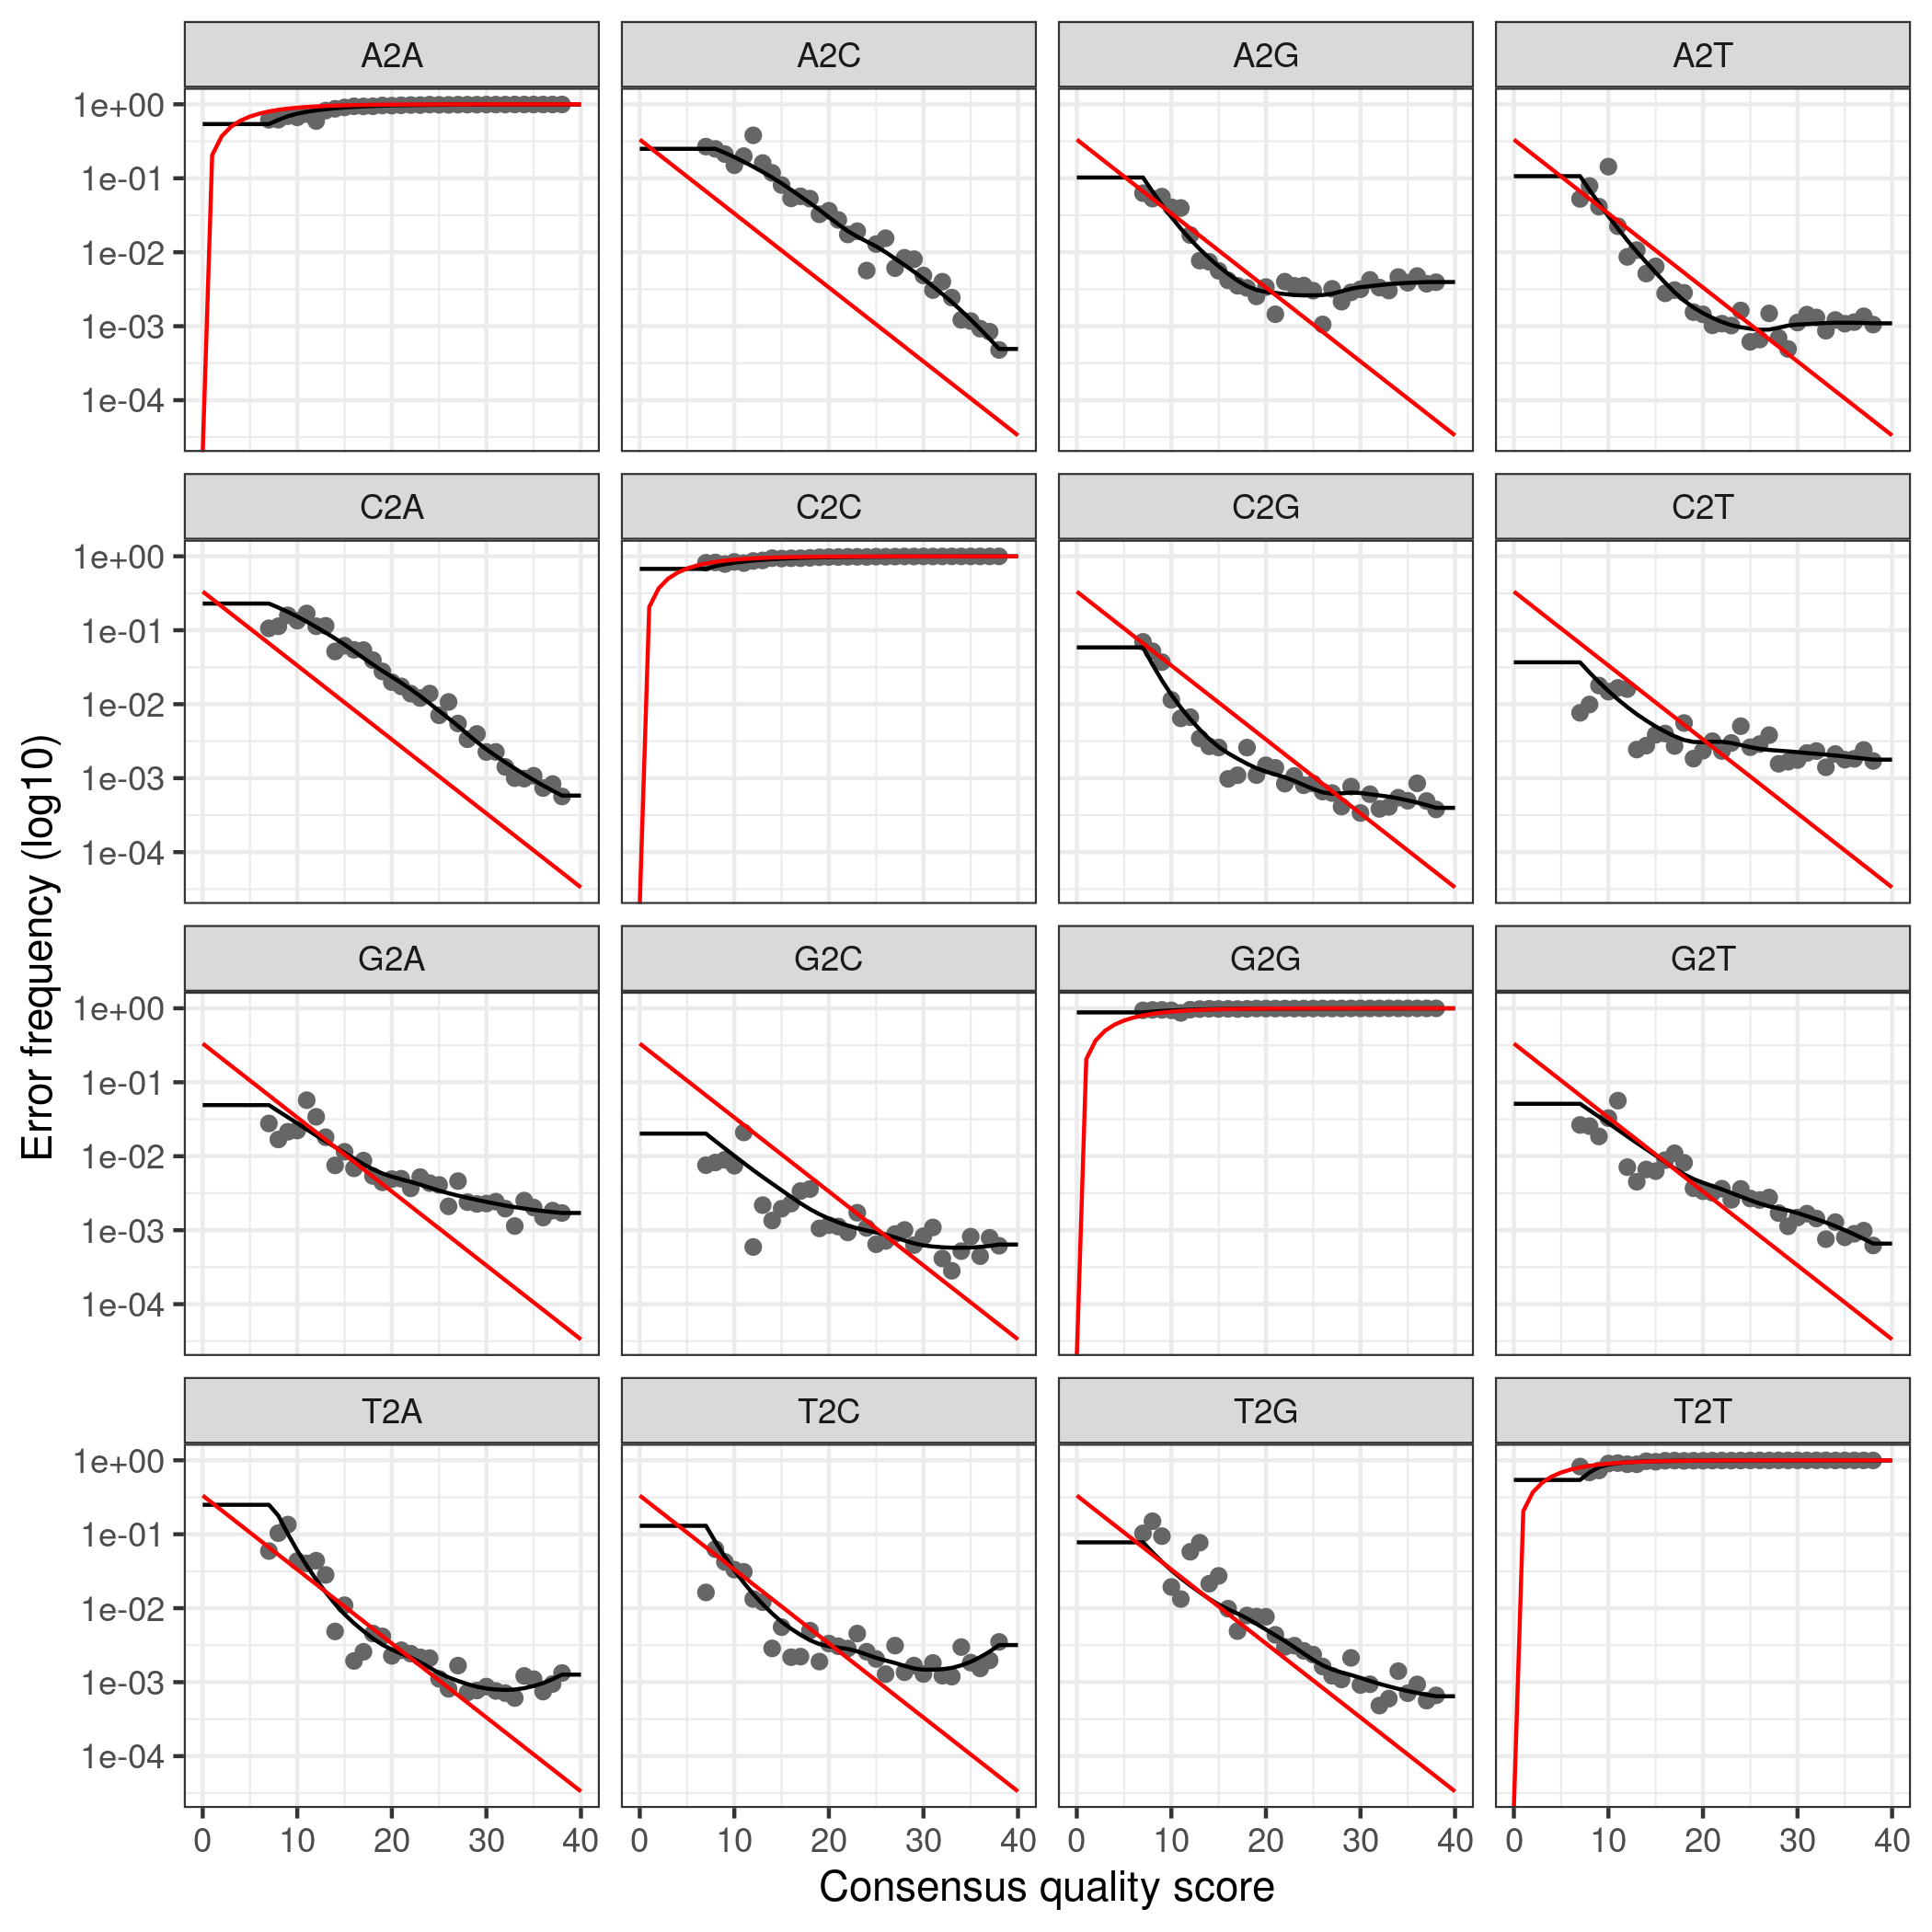 A2A A2C A2G A2T
1e+00
1e-01
1e-02
1e-03
1e-04
C2A C2C C2G C2T
1e+00
1e-01
1e-02
1e-03
1e-04
G2A G2C G2G G2T
1e+00
1e-01
1e-02
1e-03
1e-04
T2A T2C T2G T2T
1e+00
1e-01
1e-02
1e-03
1e-04
0 10 20 30 40 0 10 20 30 40 0 10 20 30 40 0 10 20 30 40
Consensus quality score
Error frequency (log10)